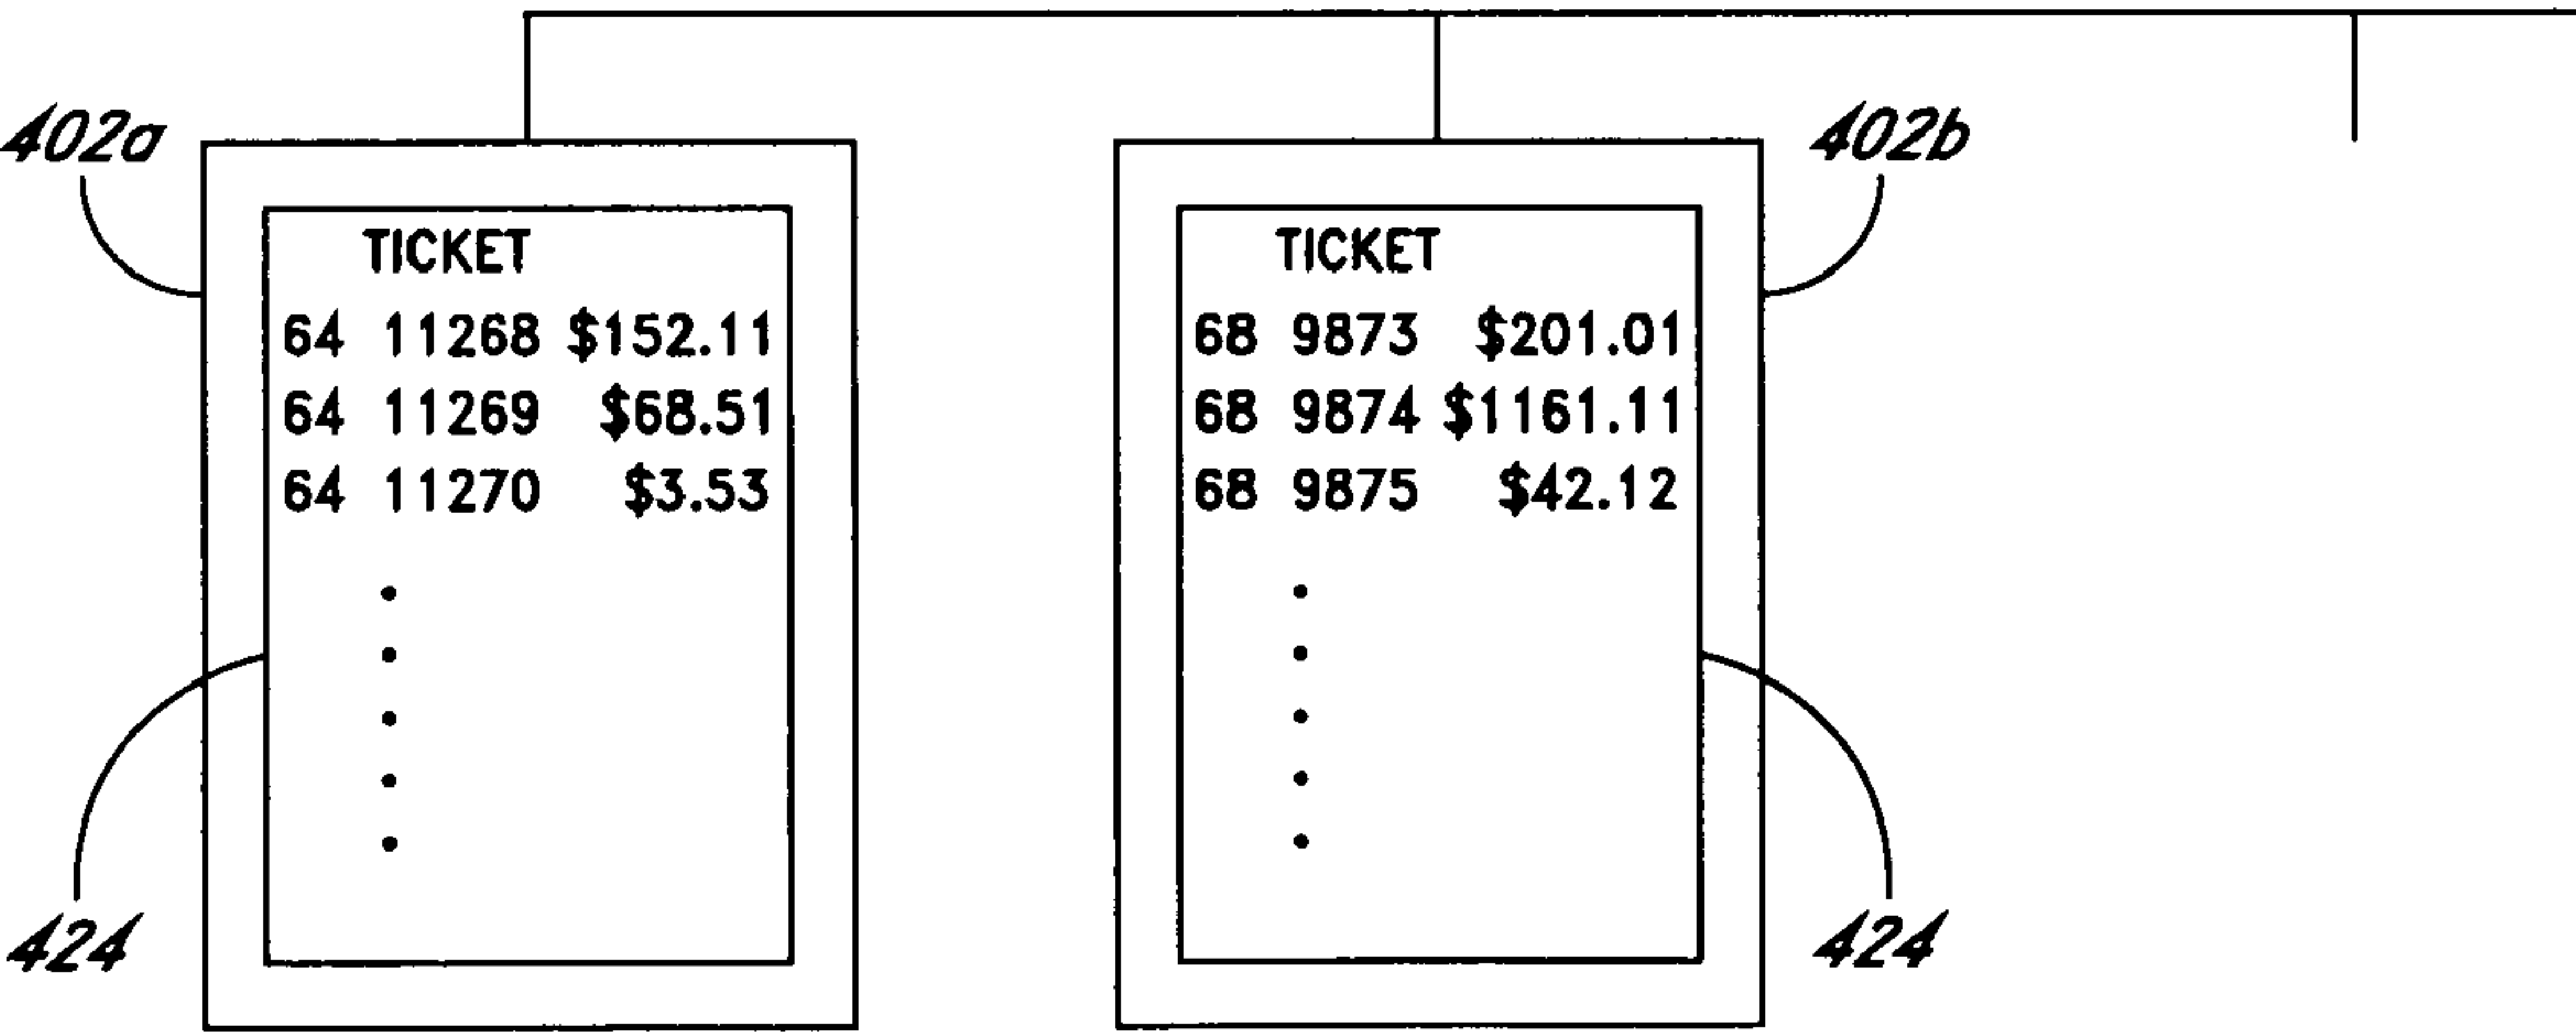 402a
402b
TICKET
64 11268 $152.11
64 11269 $68.51
64 11270 $3.53
424
TICKET
68 9873 $201.01
68 9874 $1161.11
68 9875 $42.12
424